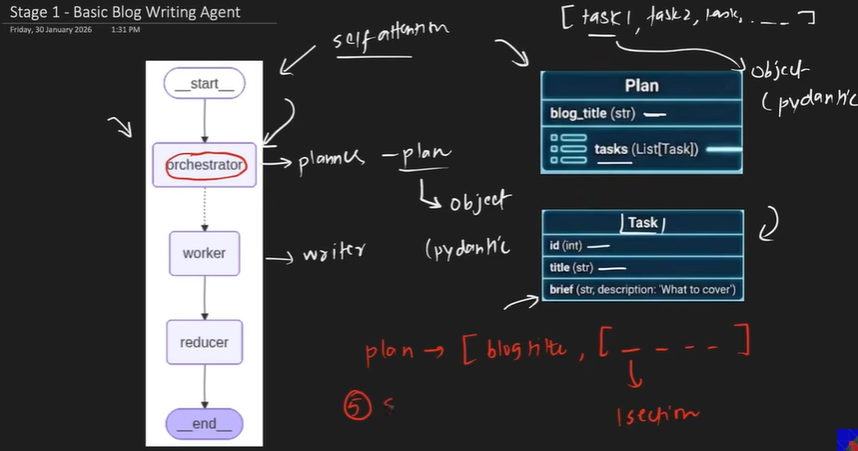 Stage 1 - Basic Blog Writing Agent
Friday, 30 January 2026 1:31 PM
self attention
[ task1, task2, task, ---- ]
object
(pydantic
__start__
orchestrator
planner - plan
object
(pydantic
worker
writer
reducer
__end__
Plan
blog_title (str)
tasks (List[Task])
Task
id (int)
title (str)
brief (str, description: 'What to cover')
plan → [ blog title, [ _ - - - ]
1 section
5 s